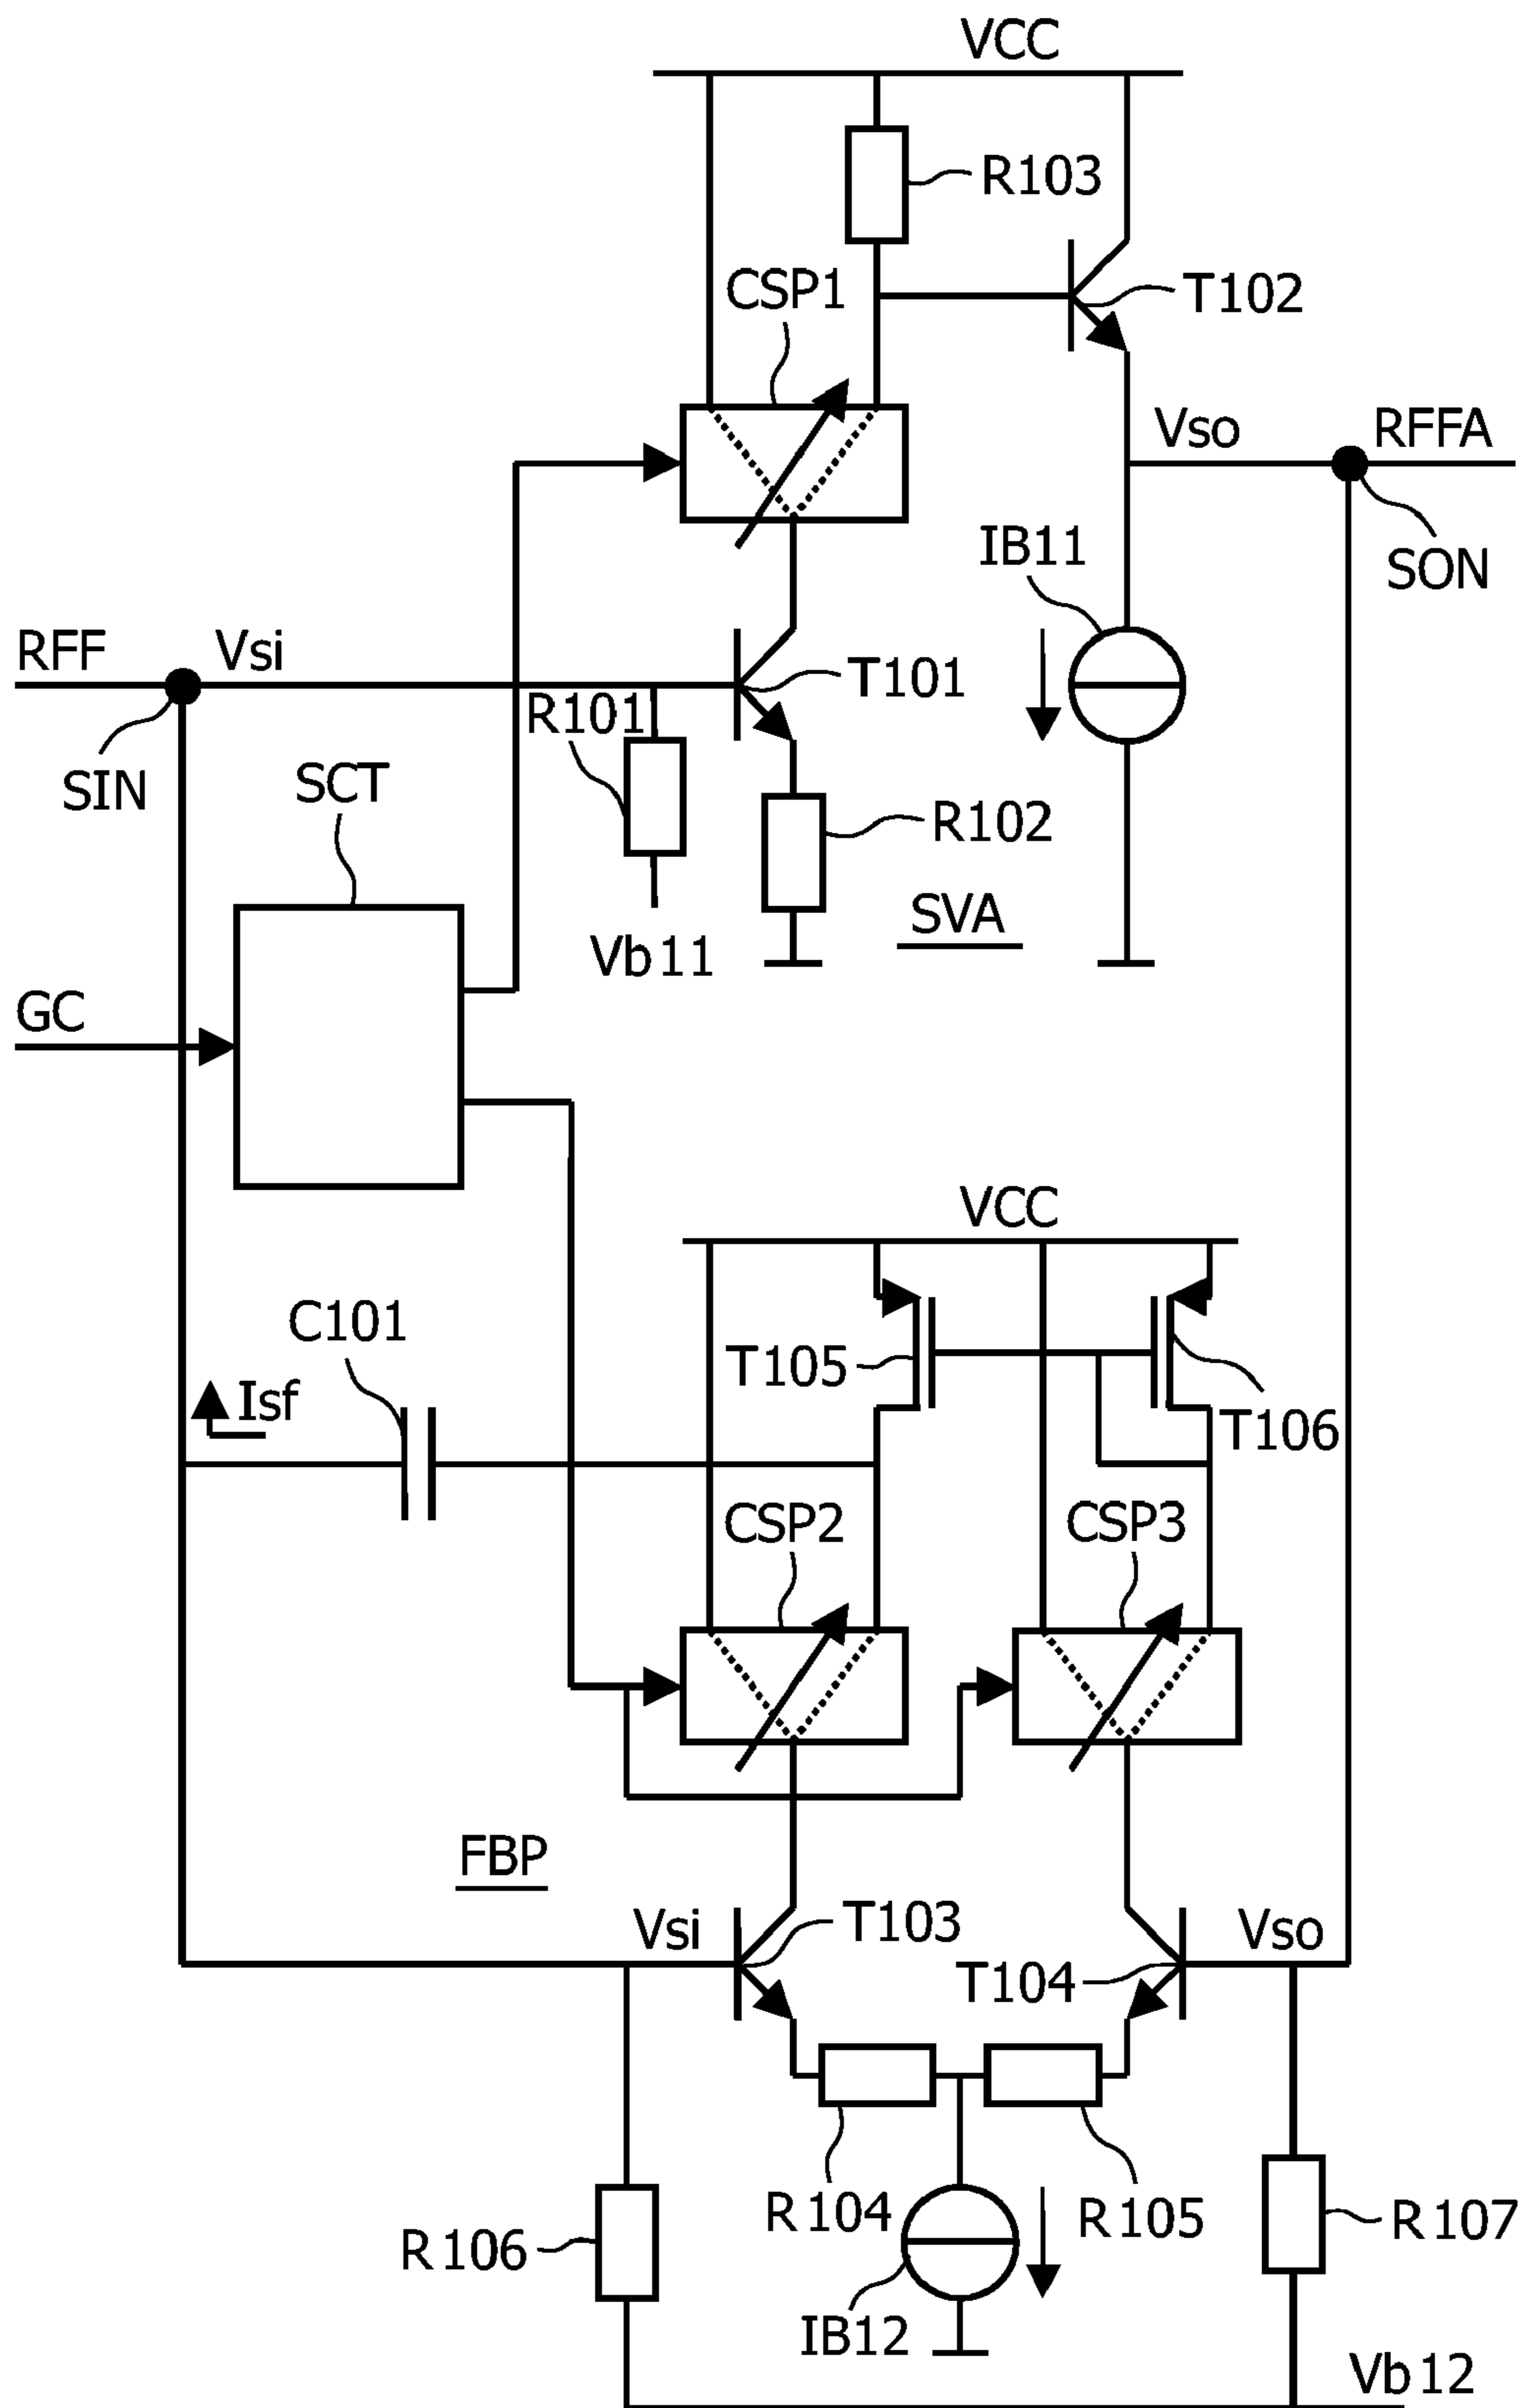 VCC
R103
CSP1
T102
Vso
RFFA
IB11
SON
RFF
Vsi
T101
R101
SIN
SCT
R102
SVA
Vb11
GC
VCC
C101
T105
Isf
T106
CSP2
CSP3
FBP
Vsi
T103
Vso
T104
R104
R105
R107
R106
IB12
Vb12